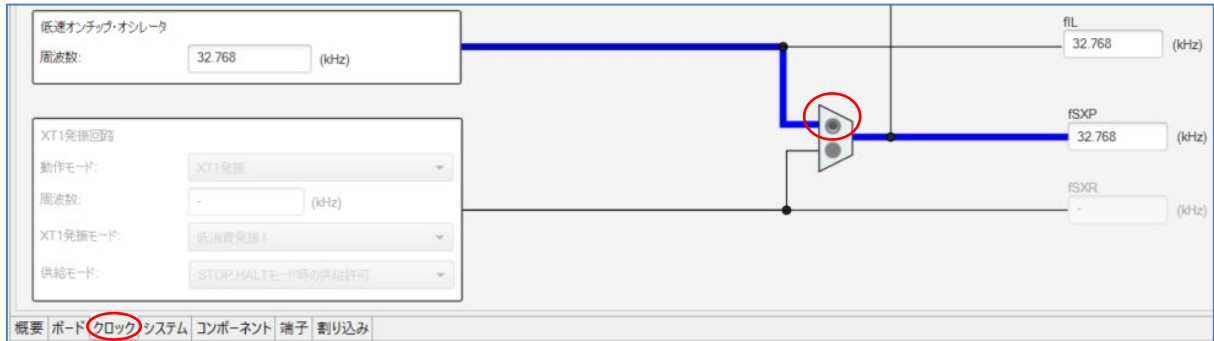 低速オンチップ・オシレータ
周波数: 32.768 (kHz)
fIL
32.768 (kHz)
fSXP
32.768 (kHz)
XT1発振回路
動作モード: XT1発振
周波数: - (kHz)
fSXR
- (kHz)
XT1発振モード: 低消費発振1
供給モード: STOP,HALTモード時の供給許可
概要 ボード クロック システム コンポーネント 端子 割り込み